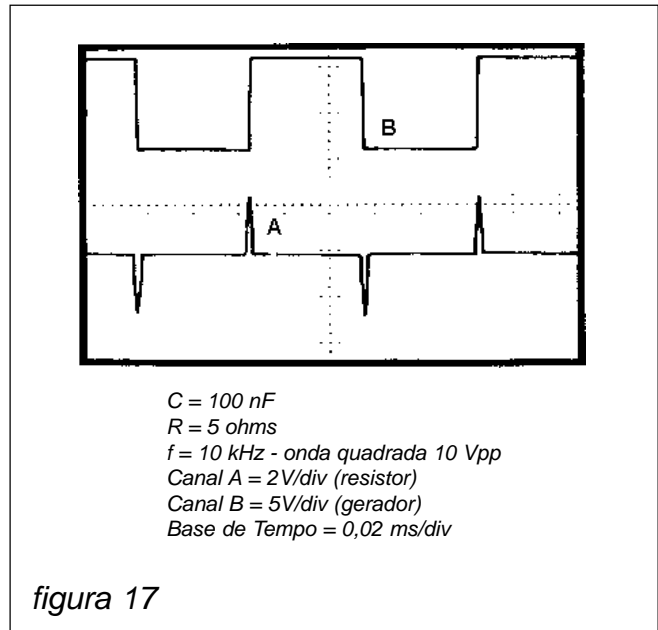 B
A
C = 100 nF
R = 5 ohms
f = 10 kHz - onda quadrada 10 Vpp
Canal A = 2V/div (resistor)
Canal B = 5V/div (gerador)
Base de Tempo = 0,02 ms/div
figura 17